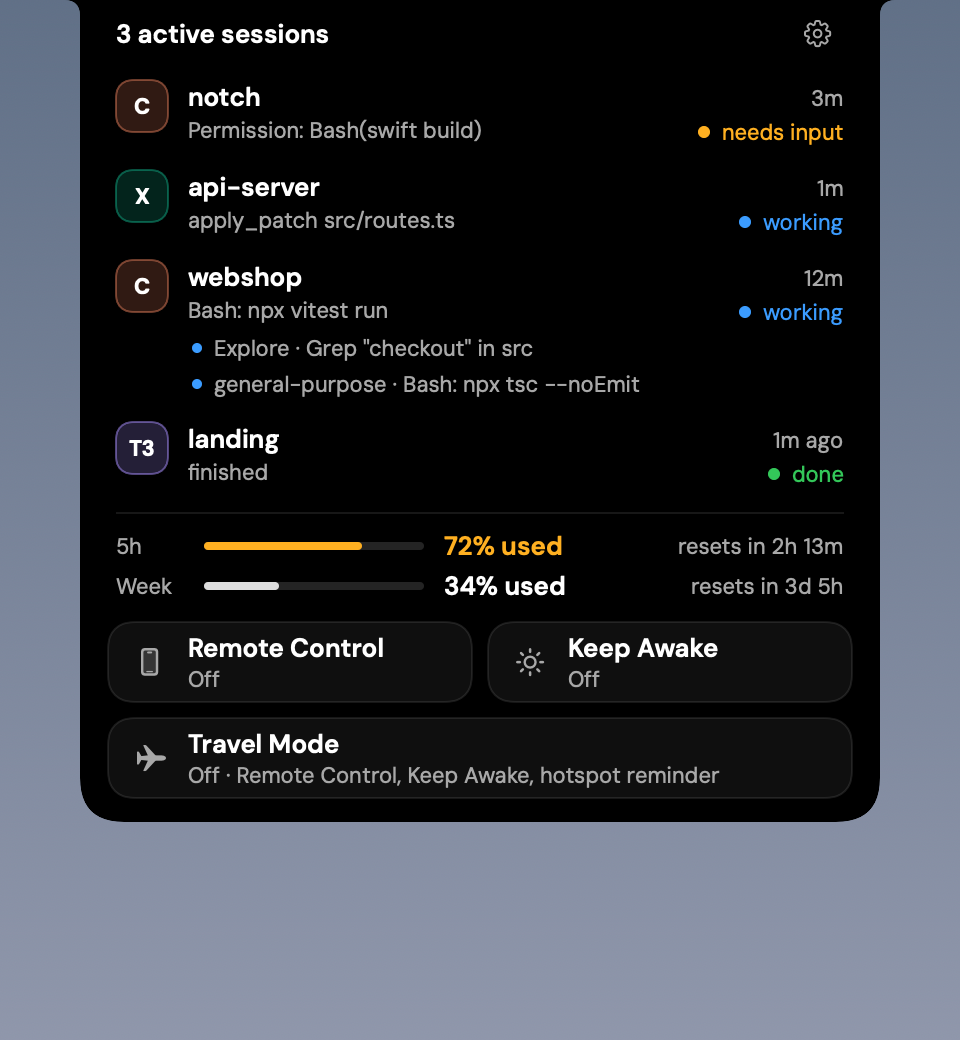 3 active sessions
C
notch
3m
Permission: Bash(swift build)
needs input
X
api-server
1m
apply_patch src/routes.ts
working
C
webshop
12m
Bash: npx vitest run
working
Explore · Grep "checkout" in src
general-purpose · Bash: npx tsc --noEmit
T3
landing
1m ago
finished
done
5h
72% used
resets in 2h 13m
Week
34% used
resets in 3d 5h
Remote Control
Off
Keep Awake
Off
Travel Mode
Off · Remote Control, Keep Awake, hotspot reminder